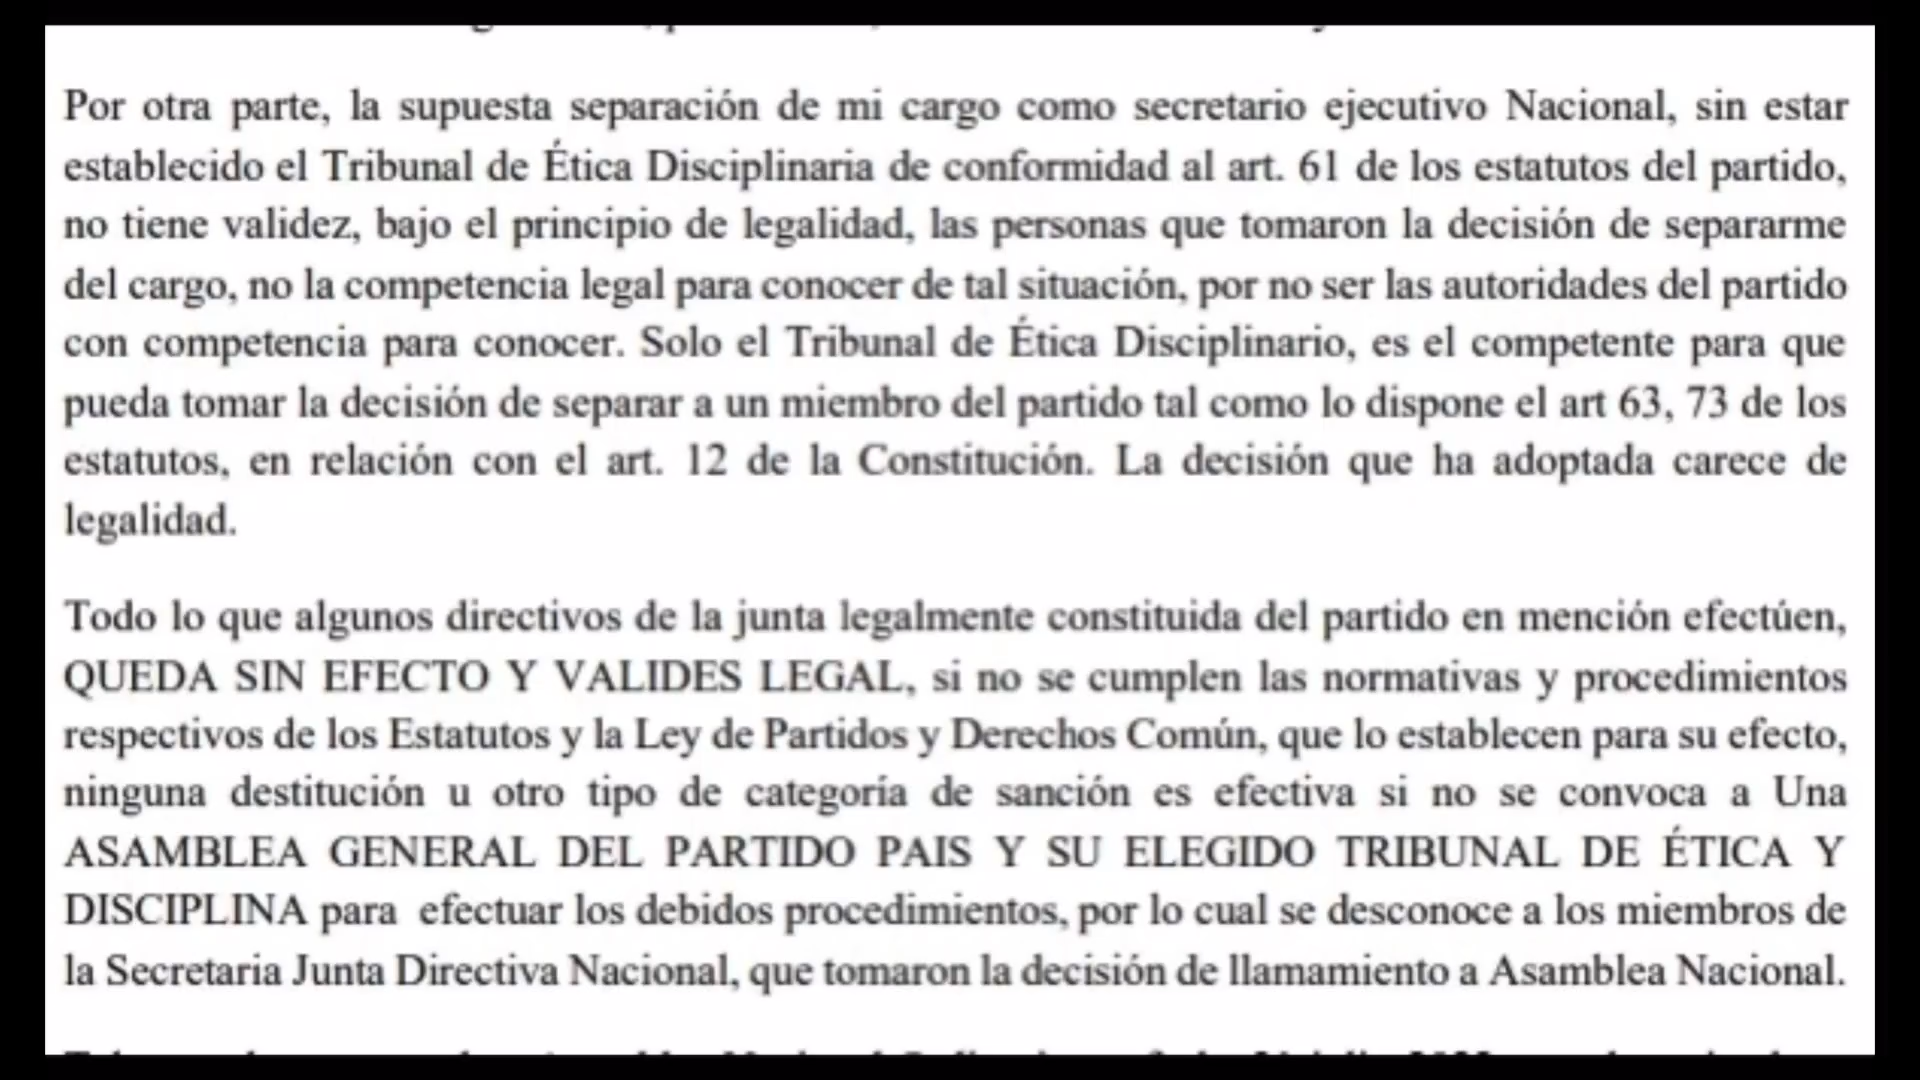 Por otra parte, la supuesta separación de mi cargo como secretario ejecutivo Nacional, sin estar
establecido el Tribunal de Ética Disciplinaria de conformidad al art. 61 de los estatutos del partido,
no tiene validez, bajo el principio de legalidad, las personas que tomaron la decisión de separarme
del cargo, no la competencia legal para conocer de tal situación, por no ser las autoridades del partido
con competencia para conocer. Solo el Tribunal de Ética Disciplinario, es el competente para que
pueda tomar la decisión de separar a un miembro del partido tal como lo dispone el art 63, 73 de los
estatutos, en relación con el art. 12 de la Constitución. La decisión que ha adoptada carece de
legalidad.
Todo lo que algunos directivos de la junta legalmente constituida del partido en mención efectúen,
QUEDA SIN EFECTO Y VALIDES LEGAL, si no se cumplen las normativas y procedimientos
respectivos de los Estatutos y la Ley de Partidos y Derechos Común, que lo establecen para su efecto,
ninguna destitución u otro tipo de categoría de sanción es efectiva si no se convoca a Una
ASAMBLEA GENERAL DEL PARTIDO PAIS Y SU ELEGIDO TRIBUNAL DE ÉTICA Y
DISCIPLINA para efectuar los debidos procedimientos, por lo cual se desconoce a los miembros de
la Secretaria Junta Directiva Nacional, que tomaron la decisión de llamamiento a Asamblea Nacional.